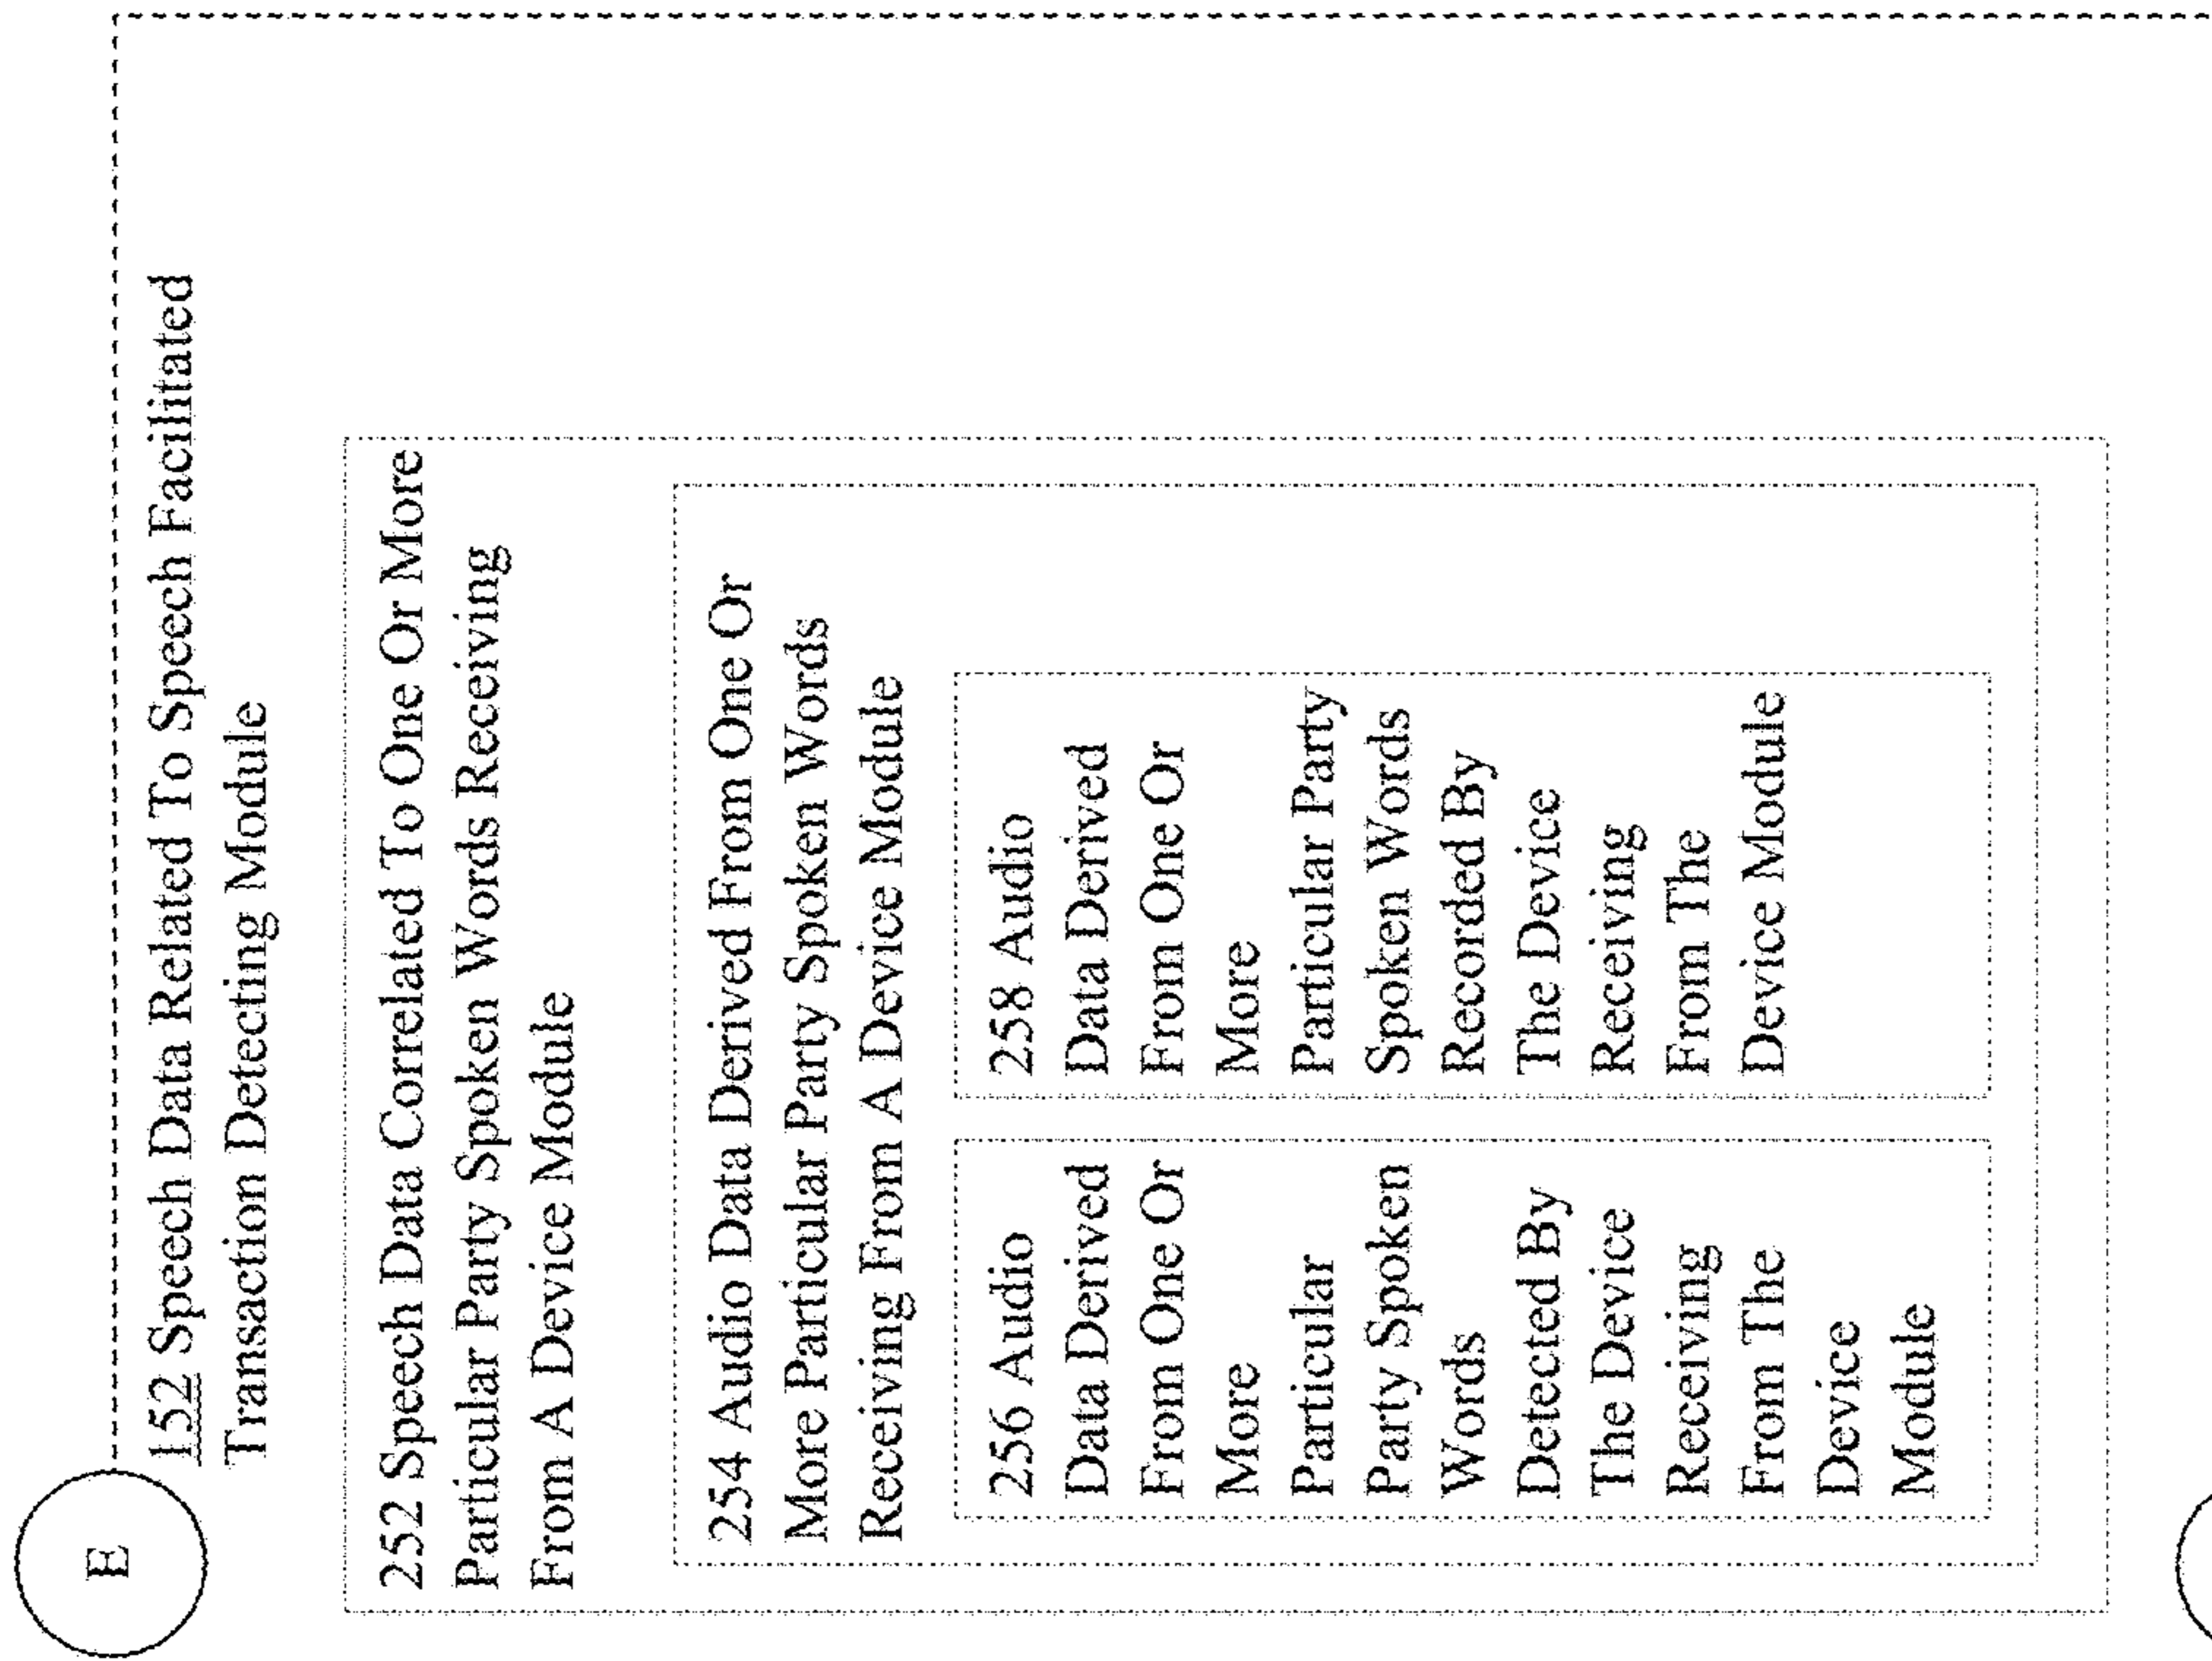 E
152 Speech Data Related To Speech Facilitated
Transaction Detecting Module
252 Speech Data Correlated To One Or More
Particular Party Spoken Words Receiving
From A Device Module
254 Audio Data Derived From One Or
More Particular Party Spoken Words
Receiving From A Device Module
256 Audio
Data Derived
From One Or
More
Particular
Party Spoken
Words
Detected By
The Device
Receiving
From The
Device
Module
258 Audio
Data Derived
From One Or
More
Particular Party
Spoken Words
Recorded By
The Device
Receiving
From The
Device Module